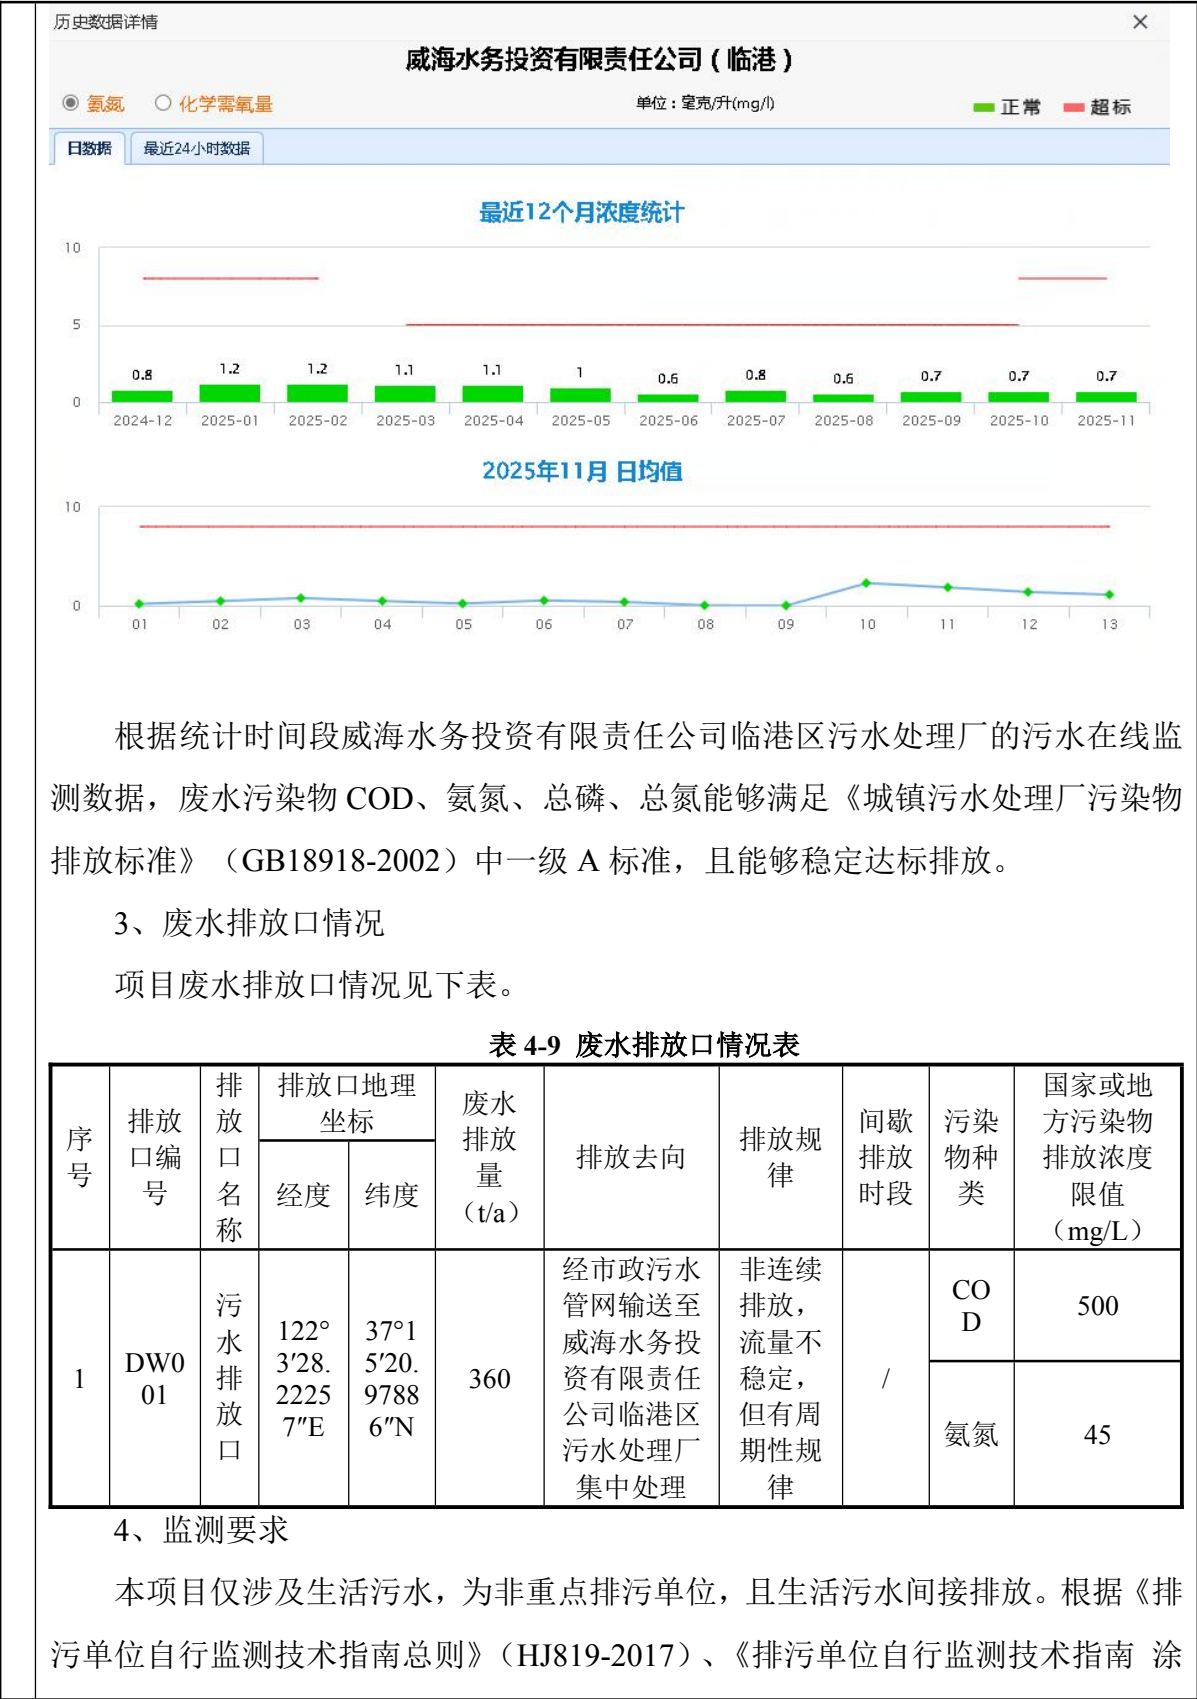 历史数据详情 ×
威海水务投资有限责任公司（临港）
氨氮 化学需氧量 单位：毫克/升(mg/l) 正常 超标
日数据 最近24小时数据
最近12个月浓度统计
10
5
0
0.8 1.2 1.2 1.1 1.1 1 0.6 0.8 0.6 0.7 0.7 0.7
2024-12 2025-01 2025-02 2025-03 2025-04 2025-05 2025-06 2025-07 2025-08 2025-09 2025-10 2025-11
2025年11月 日均值
10
0
01 02 03 04 05 06 07 08 09 10 11 12 13
根据统计时间段威海水务投资有限责任公司临港区污水处理厂的污水在线监
测数据，废水污染物 COD、氨氮、总磷、总氮能够满足《城镇污水处理厂污染物
排放标准》（GB18918-2002）中一级 A 标准，且能够稳定达标排放。
3、废水排放口情况
项目废水排放口情况见下表。
表 4-9 废水排放口情况表
序
号
排放
口编
号
排
放
口
名
称
排放口地理
坐标
经度
纬度
废水
排放
量
（t/a）
排放去向
排放规
律
间歇
排放
时段
污染
物种
类
国家或地
方污染物
排放浓度
限值
（mg/L）
1
DW0
01
污
水
排
放
口
122°
3′28.
2225
7″E
37°1
5′20.
9788
6″N
360
经市政污水
管网输送至
威海水务投
资有限责任
公司临港区
污水处理厂
集中处理
非连续
排放，
流量不
稳定，
但有周
期性规
律
/
CO
D
500
氨氮
45
4、监测要求
本项目仅涉及生活污水，为非重点排污单位，且生活污水间接排放。根据《排
污单位自行监测技术指南总则》（HJ819-2017）、《排污单位自行监测技术指南 涂